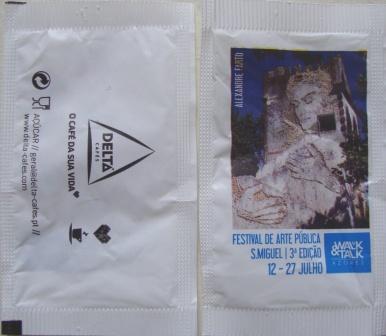 DELTA
CAFÉS
O CAFÉ DA SUA VIDA
AÇÚCAR // geral@delta-cafes.pt //
www.delta-cafes.com
ALEXANDRE FARTO
FESTIVAL DE ARTE PÚBLICA
S.MIGUEL | 3ª EDIÇÃO
12 - 27 JULHO
WALK
&TALK
AZORES